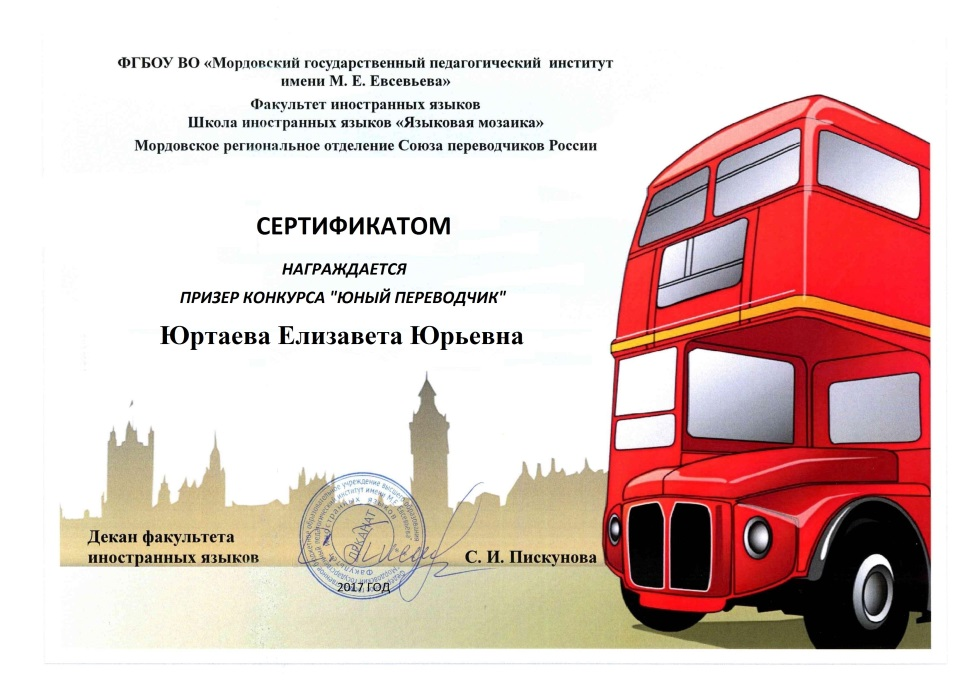 ФГБОУ ВО «Мордовский государственный педагогический институт
имени М. Е. Евсевьева»
Факультет иностранных языков
Школа иностранных языков «Языковая мозаика»
Мордовское региональное отделение Союза переводчиков России
СЕРТИФИКАТОМ
НАГРАЖДАЕТСЯ
ПРИЗЕР КОНКУРСА "ЮНЫЙ ПЕРЕВОДЧИК"
Юртаева Елизавета Юрьевна
Декан факультета
иностранных языков
ДЕКАНАТ
С. И. Пискунова
2017 ГОД